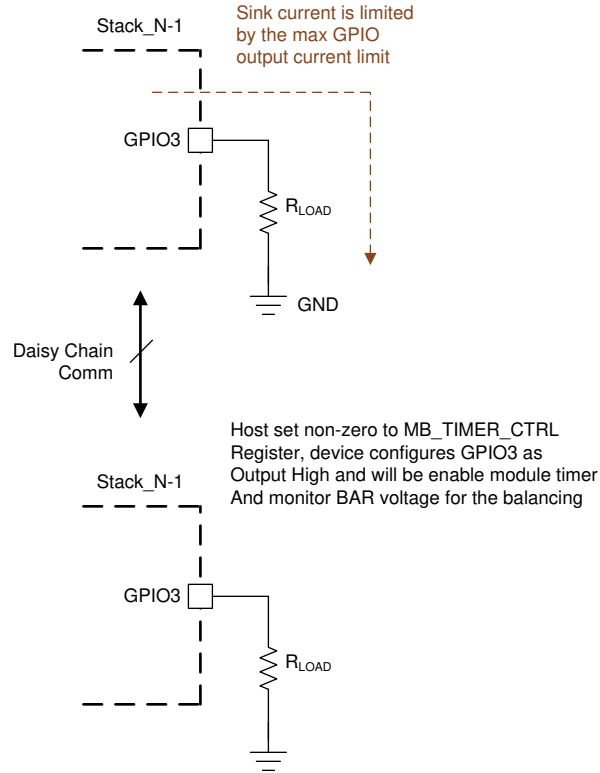 Stack_N-1
Sink current is limited
by the max GPIO
output current limit
GPIO3
RLOAD
GND
Daisy Chain
Comm
Host set non-zero to MB_TIMER_CTRL
Register, device configures GPIO3 as
Output High and will be enable module timer
And monitor BAR voltage for the balancing
Stack_N-1
GPIO3
RLOAD